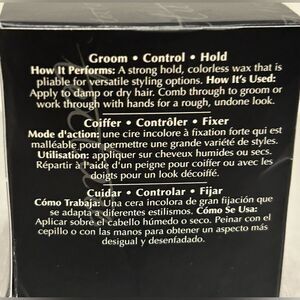 Groom • Control • Hold
How It Performs: A strong hold, colorless wax that is
pliable for versatile styling options. How It's Used:
Apply to damp or dry hair. Comb through to groom or
work through with hands for a rough, undone look.
Coiffer • Contrôler • Fixer
Mode d'action: une cire incolore à fixation forte qui est
malléable pour permettre une grande variété de styles.
Utilisation: appliquer sur cheveux humides ou secs.
Répartir à l'aide d'un peigne pour coiffer ou avec les
doigts pour un look décoiffé.
Cuidar • Controlar • Fijar
Cómo Trabaja: Una cera incolora de gran fijación que
se adapta a diferentes estilismos. Cómo Se Usa:
Aplicar sobre el cabello húmedo o seco. Peinar con el
cepillo o con las manos para obtener un aspecto más
desigual y desenfadado.